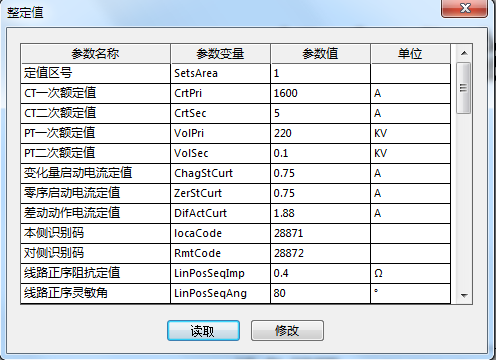 整定值
参数名称 参数变量 参数值 单位
定值区号 SetsArea 1
CT一次额定值 CrtPri 1600 A
CT二次额定值 CrtSec 5 A
PT一次额定值 VolPri 220 KV
PT二次额定值 VolSec 0.1 KV
变化量启动电流定值 ChagStCurt 0.75 A
零序启动电流定值 ZerStCurt 0.75 A
差动动作电流定值 DifActCurt 1.88 A
本侧识别码 locaCode 28871
对侧识别码 RmtCode 28872
线路正序阻抗定值 LinPosSeqImp 0.4 Ω
线路正序灵敏角 LinPosSeqAng 80 °
读取 修改